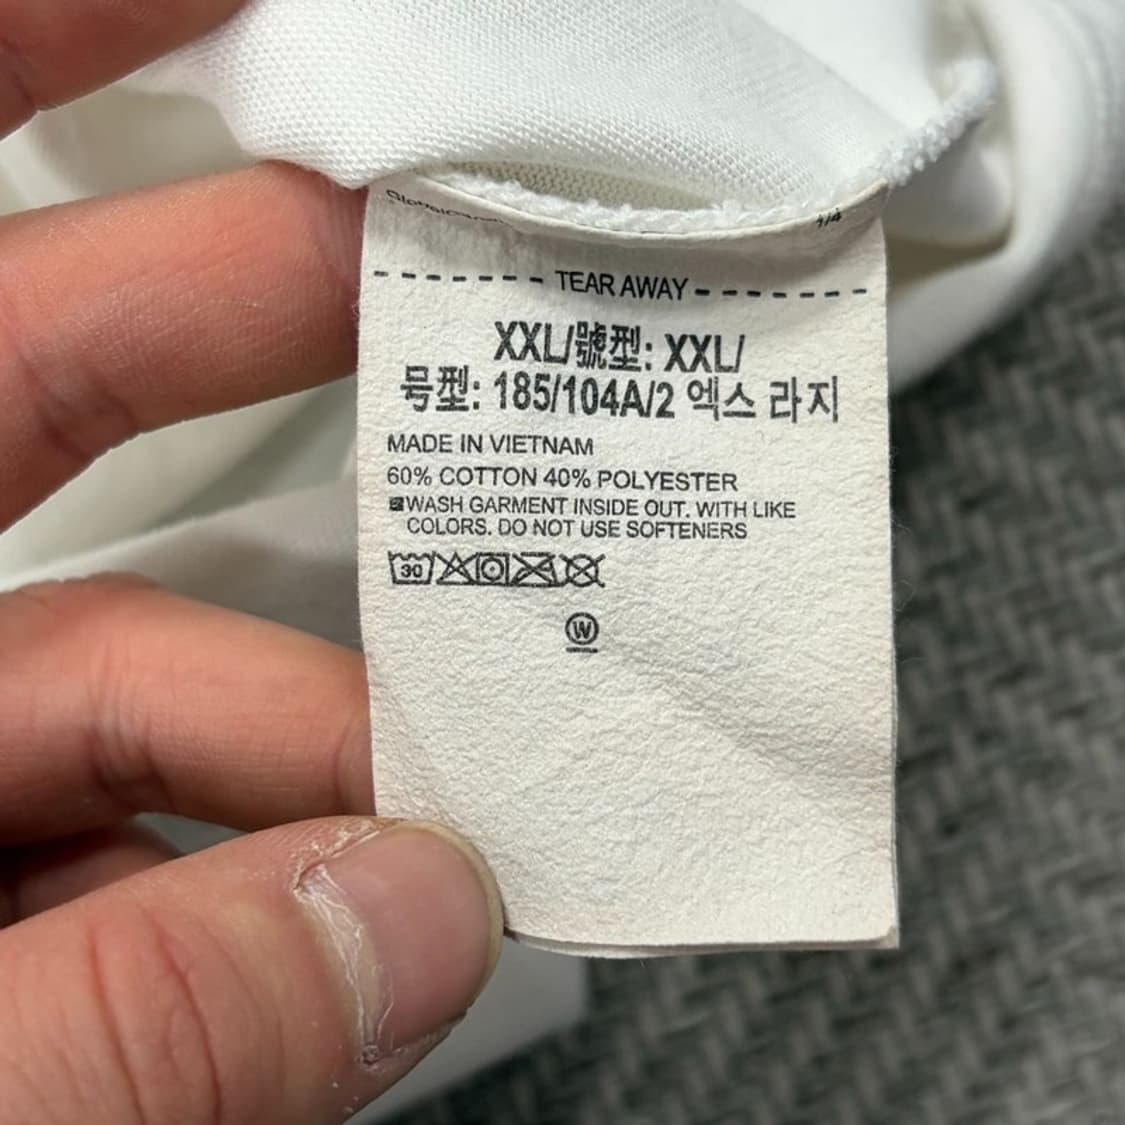 TEAR AWAY
XXL/號型: XXL/
号型: 185/104A/2 엑스 라지
MADE IN VIETNAM
60% COTTON 40% POLYESTER
WASH GARMENT INSIDE OUT. WITH LIKE
COLORS. DO NOT USE SOFTENERS
30
W